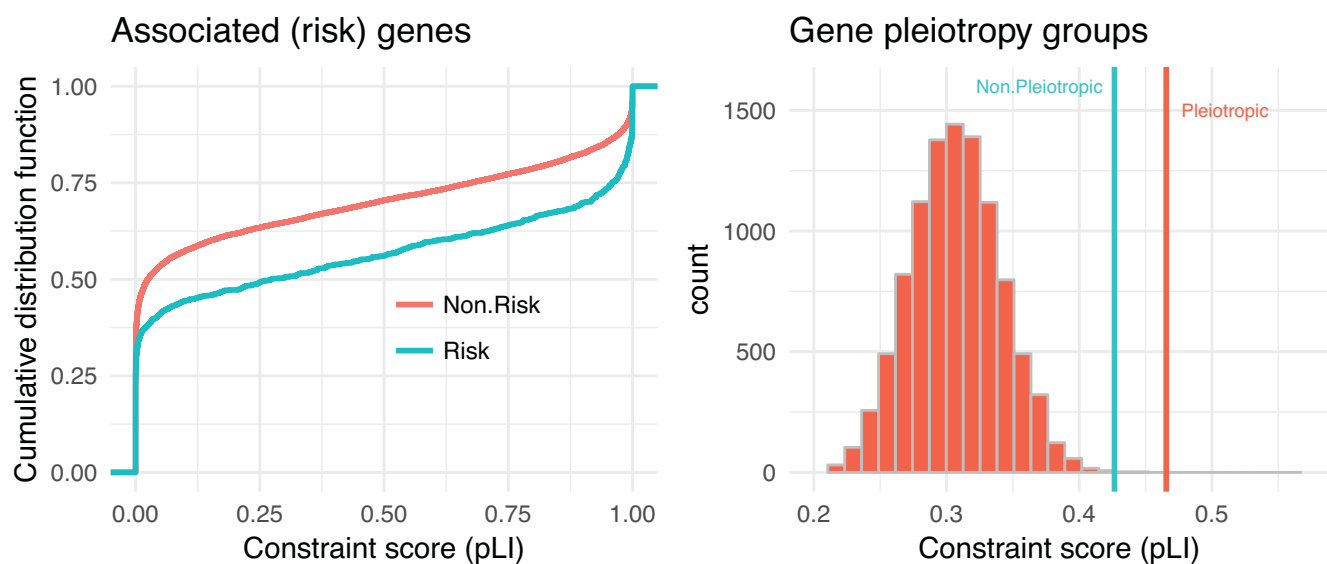 Associated (risk) genes
Cumulative distribution function
1.00
0.75
0.50
0.25
0.00
Non.Risk
Risk
0.00 0.25 0.50 0.75 1.00
Constraint score (pLI)
Gene pleiotropy groups
count
1500
1000
500
0
Non.Pleiotropic
Pleiotropic
0.2 0.3 0.4 0.5
Constraint score (pLI)